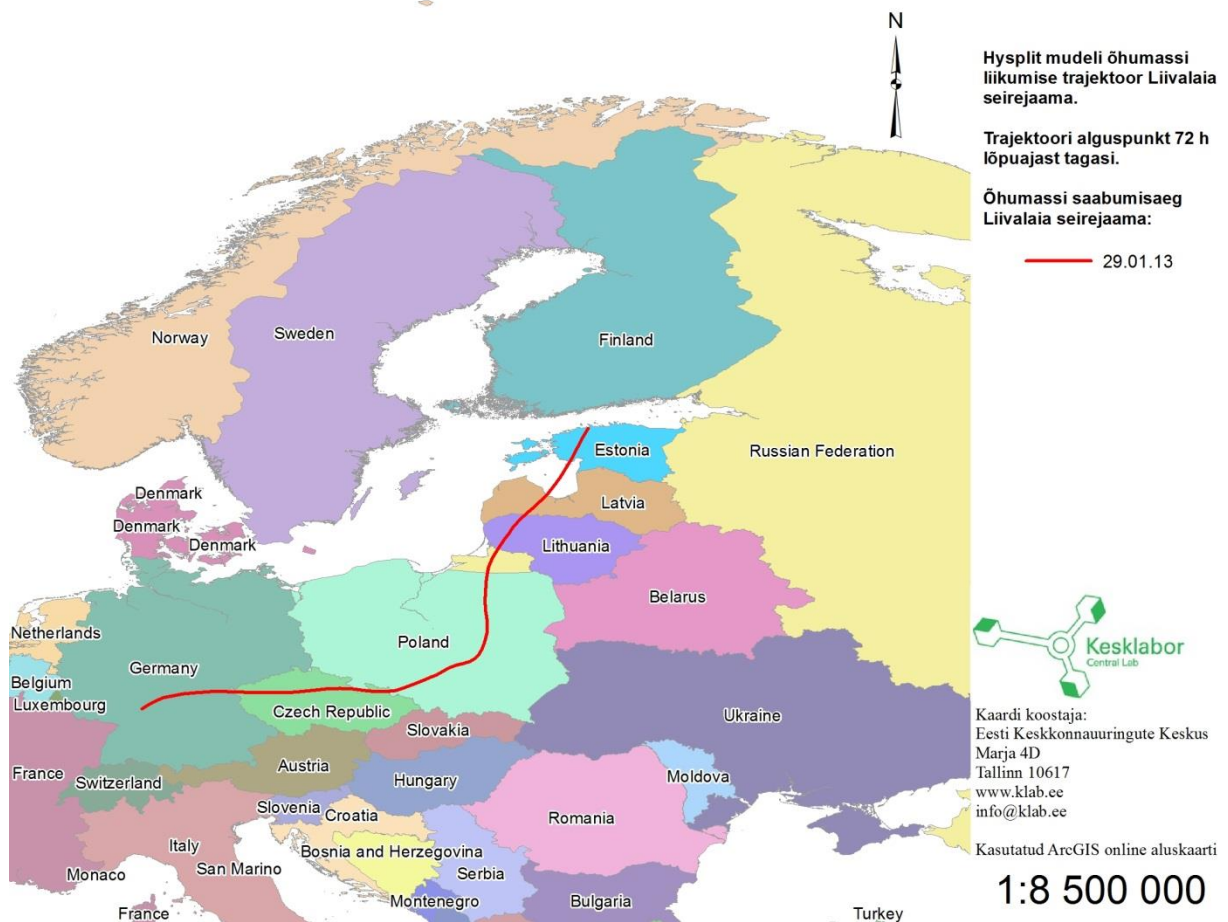 N
Hysplit mudeli õhumassi
liikumise trajektoor Liivalaia
seirejaama.
Trajektoori alguspunkt 72 h
lõpuajast tagasi.
Õhumassi saabumisaeg
Liivalaia seirejaama:
29.01.13
Norway
Sweden
Finland
Estonia
Russian Federation
Latvia
Denmark
Denmark
Denmark
Lithuania
Belarus
Netherlands
Poland
Germany
Belgium
Luxembourg
Czech Republic
Ukraine
Slovakia
France
Switzerland
Austria
Hungary
Moldova
Slovenia
Croatia
Romania
Italy
Bosnia and Herzegovina
San Marino
Serbia
Monaco
Montenegro
Bulgaria
France
Turkey
Kesklabor
Central Lab
Kaardi koostaja:
Eesti Keskkonnauuringute Keskus
Marja 4D
Tallinn 10617
www.klab.ee
info@klab.ee
Kasutatud ArcGIS online aluskaarti
1:8 500 000